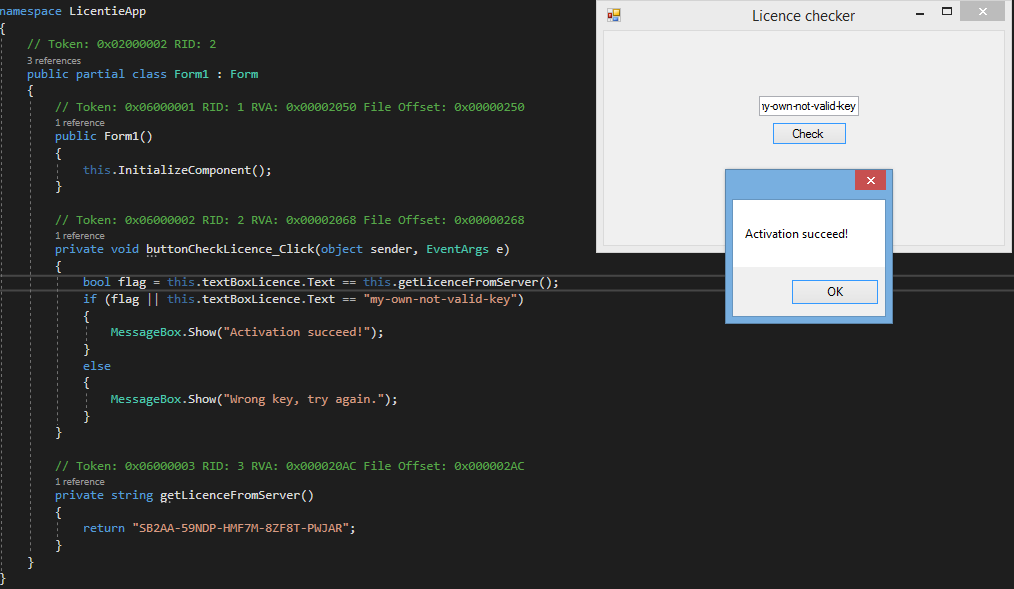 namespace LicentieApp
{
// Token: 0x02000002 RID: 2
3 references
public partial class Form1 : Form
{
// Token: 0x06000001 RID: 1 RVA: 0x00002050 File Offset: 0x00000250
1 reference
public Form1()
{
this.InitializeComponent();
}
// Token: 0x06000002 RID: 2 RVA: 0x00002068 File Offset: 0x00000268
1 reference
private void buttonCheckLicence_Click(object sender, EventArgs e)
{
bool flag = this.textBoxLicence.Text == this.getLicenceFromServer();
if (flag || this.textBoxLicence.Text == "my-own-not-valid-key")
{
MessageBox.Show("Activation succeed!");
}
else
{
MessageBox.Show("Wrong key, try again.");
}
}
// Token: 0x06000003 RID: 3 RVA: 0x000020AC File Offset: 0x000002AC
1 reference
private string getLicenceFromServer()
{
return "SB2AA-59NDP-HMF7M-8ZF8T-PWJAR";
}
}
}
Licence checker
ny-own-not-valid-key
Check
Activation succeed!
OK